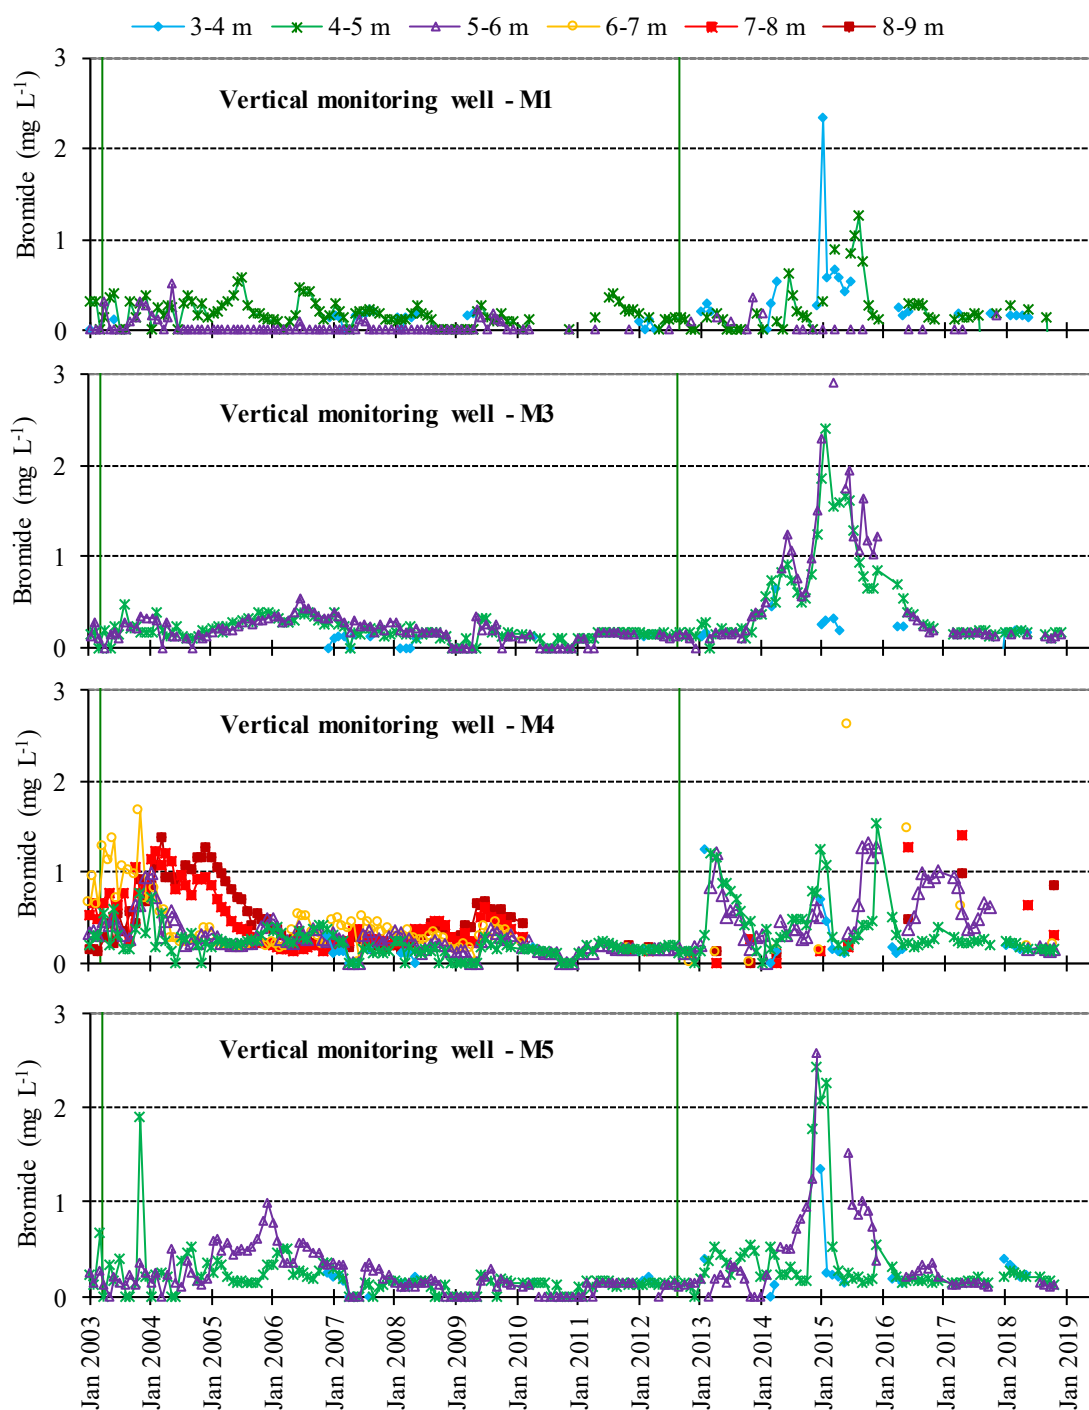 3-4 m 4-5 m 5-6 m 6-7 m 7-8 m 8-9 m
Vertical monitoring well - M1
Bromide (mg L-1)
3
2
1
0
Vertical monitoring well - M3
Bromide (mg L-1)
3
2
1
0
Vertical monitoring well - M4
Bromide (mg L-1)
3
2
1
0
Vertical monitoring well - M5
Bromide (mg L-1)
3
2
1
0
Jan 2003
Jan 2004
Jan 2005
Jan 2006
Jan 2007
Jan 2008
Jan 2009
Jan 2010
Jan 2011
Jan 2012
Jan 2013
Jan 2014
Jan 2015
Jan 2016
Jan 2017
Jan 2018
Jan 2019